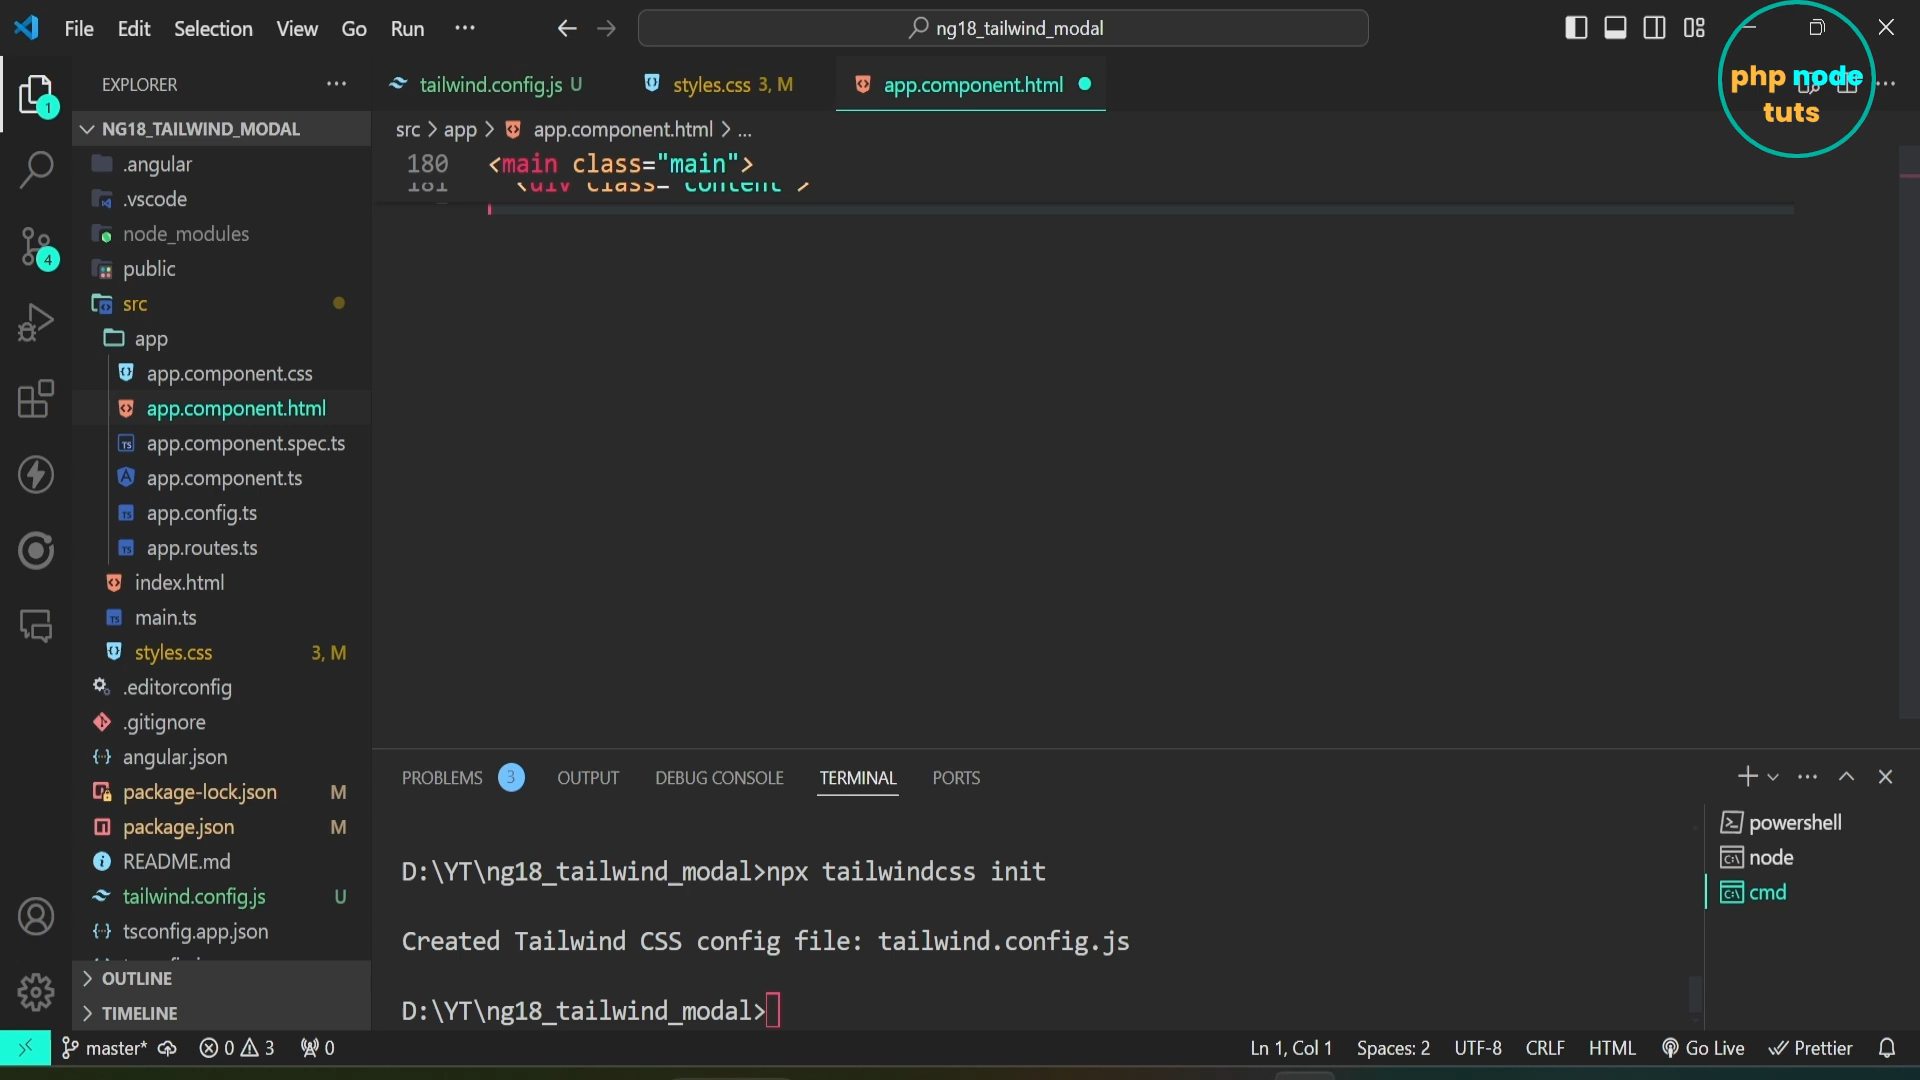 File Edit Selection View Go Run ··· ng18_tailwind_modal
php node
tuts
EXPLORER ···
NG18_TAILWIND_MODAL
.angular
.vscode
node_modules
public
src
app
app.component.css
app.component.html
app.component.spec.ts
app.component.ts
app.config.ts
app.routes.ts
index.html
main.ts
styles.css 3, M
.editorconfig
.gitignore
angular.json
package-lock.json M
package.json M
README.md
tailwind.config.js U
tsconfig.app.json
OUTLINE
TIMELINE
1
4
tailwind.config.js U styles.css 3, M app.component.html
src > app > app.component.html > ...
180 <main class="main">
181 <div class="content">
PROBLEMS 3 OUTPUT DEBUG CONSOLE TERMINAL PORTS
D:\YT\ng18_tailwind_modal>npx tailwindcss init
Created Tailwind CSS config file: tailwind.config.js
D:\YT\ng18_tailwind_modal>
powershell
node
cmd
master* 0 3 0 Ln 1, Col 1 Spaces: 2 UTF-8 CRLF HTML Go Live Prettier